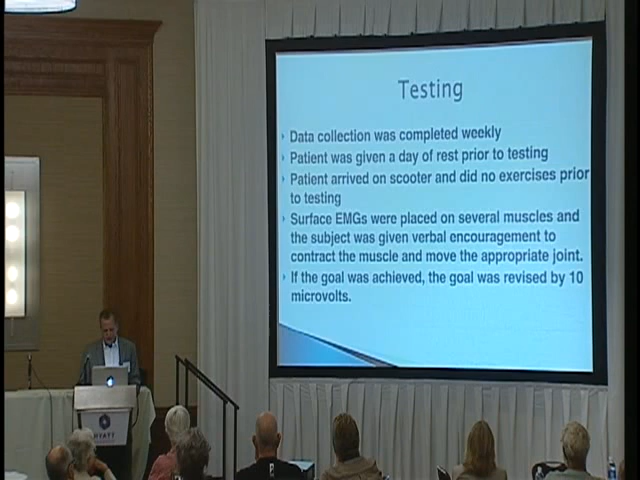 Testing
Data collection was completed weekly
Patient was given a day of rest prior to testing
Patient arrived on scooter and did no exercises prior
to testing
Surface EMGs were placed on several muscles and
the subject was given verbal encouragement to
contract the muscle and move the appropriate joint.
If the goal was achieved, the goal was revised by 10
microvolts.
HYATT